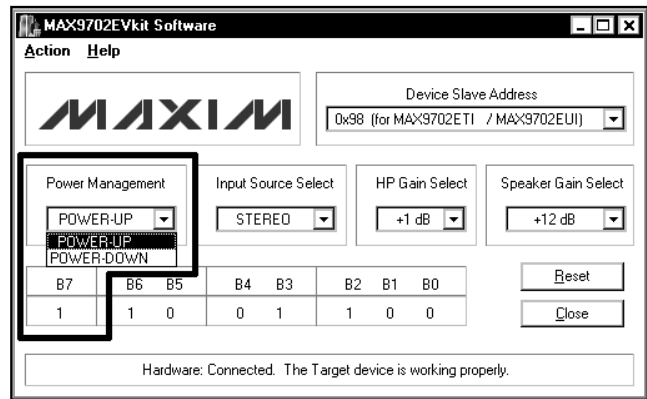 MAX9702EVkit Software
Action Help
MAXIM
Device Slave Address
0x98 (for MAX9702ETI / MAX9702EUI)
Power Management
Input Source Select
HP Gain Select
Speaker Gain Select
POWER-UP
STEREO
+1 dB
+12 dB
POWER-UP
POWER-DOWN
B7 B6 B5 B4 B3 B2 B1 B0
1 1 0 0 1 1 0 0
Reset
Close
Hardware: Connected. The Target device is working properly.